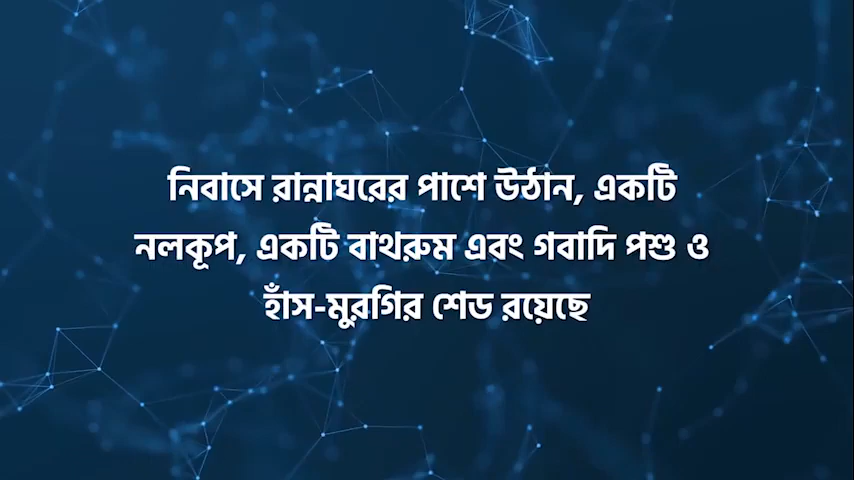 নিবাসে রান্নাঘরের পাশে উঠান, একটি
নলকূপ, একটি বাথরুম এবং গবাদি পশু ও
হাঁস-মুরগির শেড রয়েছে